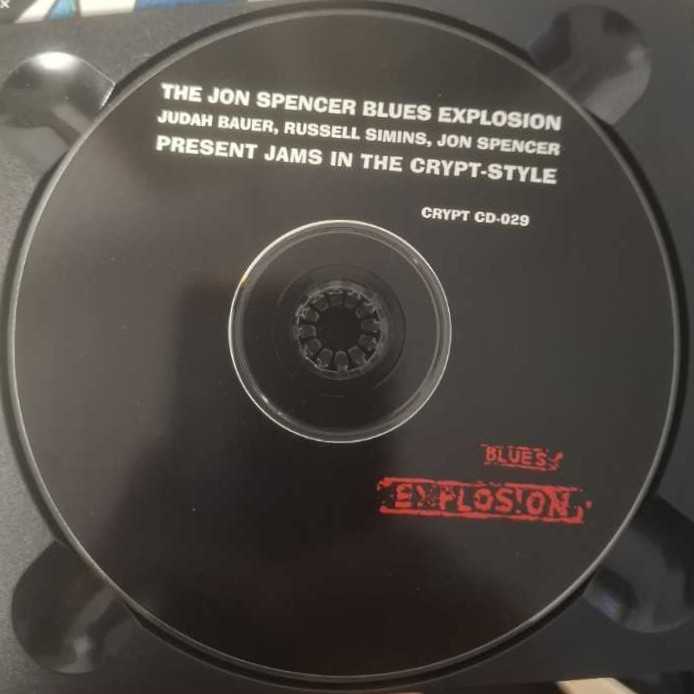 THE JON SPENCER BLUES EXPLOSION
JUDAH BAUER, RUSSELL SIMINS, JON SPENCER
PRESENT JAMS IN THE CRYPT-STYLE
CRYPT CD-029
BLUES
EXPLOSION